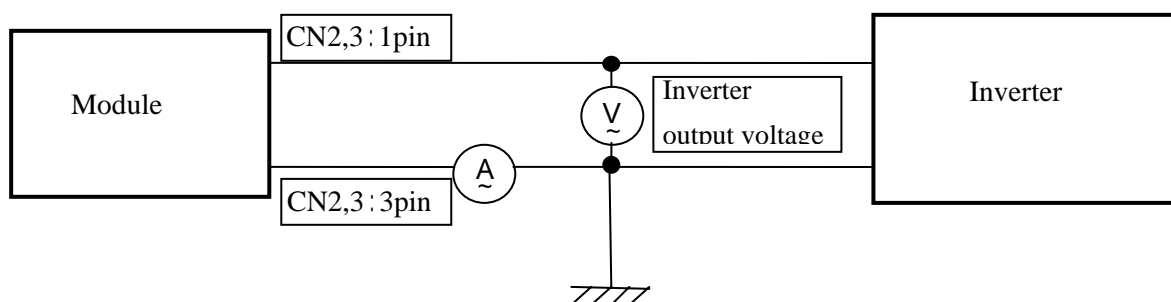 CN2,3:1pin
Module
V
~
Inverter
output voltage
Inverter
A
~
CN2,3:3pin